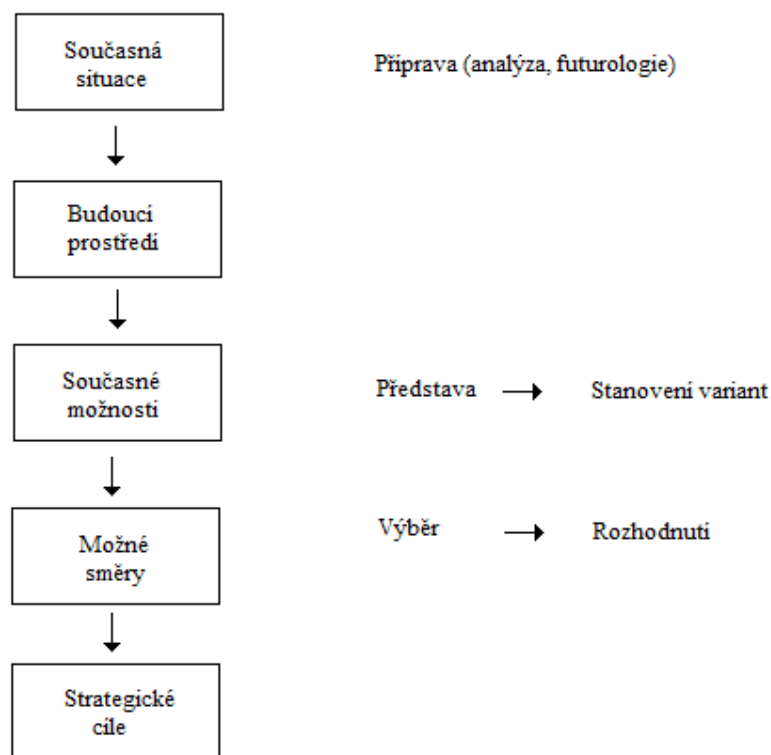 Současná
situace
Příprava (analýza, futurologie)
Budoucí
prostředí
Současné
možnosti
Představa
Stanovení variant
Možné
směry
Výběr
Rozhodnutí
Strategické
cíle